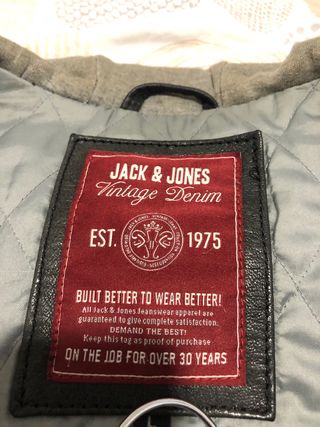 JACK & JONES
Vintage Denim
EST. 1975
BUILT BETTER TO WEAR BETTER!
All Jack & Jones Jeanswear apparel are
guaranteed to give complete satisfaction.
DEMAND THE BEST!
Keep this tag as proof of purchase
ON THE JOB FOR OVER 30 YEARS